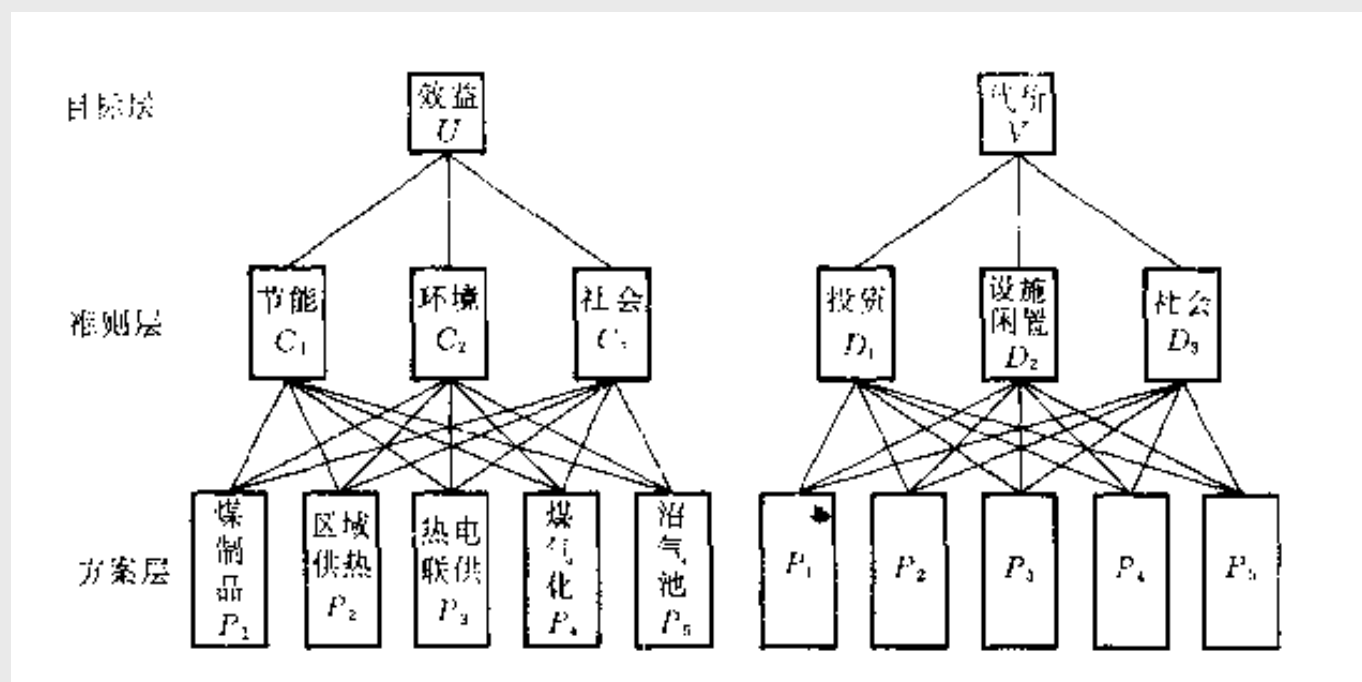 目标层
效益
U
代价
V
准则层
节能
C₁
环境
C₂
社会
C₃
投资
D₁
设施
闲置
D₂
社会
D₃
方案层
煤
制
品
P₁
区域
供热
P₂
热电
联供
P₃
煤
气
化
P₄
沼
气
池
P₅
P₁
P₂
P₃
P₄
P₅